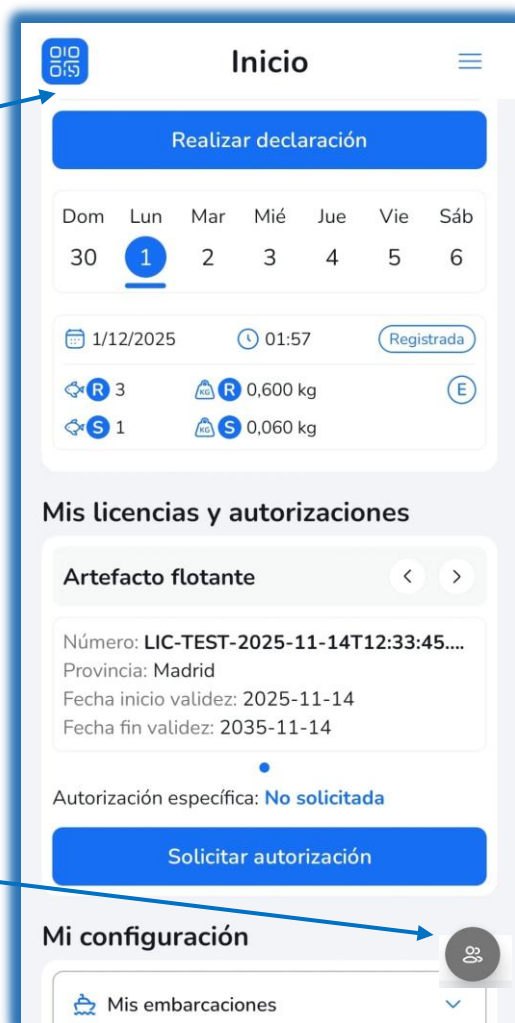 Inicio
Realizar declaración
Dom Lun Mar Mié Jue Vie Sáb
30 1 2 3 4 5 6
1/12/2025 01:57 Registrada
R 3 KG R 0,600 kg E
S 1 KG S 0,060 kg
Mis licencias y autorizaciones
Artefacto flotante
Número: LIC-TEST-2025-11-14T12:33:45....
Provincia: Madrid
Fecha inicio validez: 2025-11-14
Fecha fin validez: 2035-11-14
Autorización específica: No solicitada
Solicitar autorización
Mi configuración
Mis embarcaciones